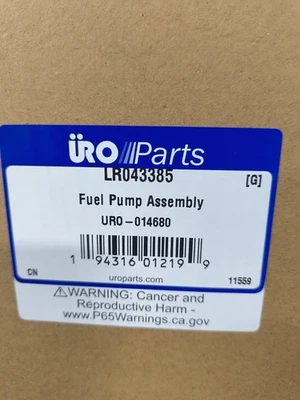 ÜRO Parts
LR043385 [G]
Fuel Pump Assembly
URO-014680
1 94316 01219 9
CN uroparts.com 11559
⚠WARNING: Cancer and
Reproductive Harm -
www.P65Warnings.ca.gov